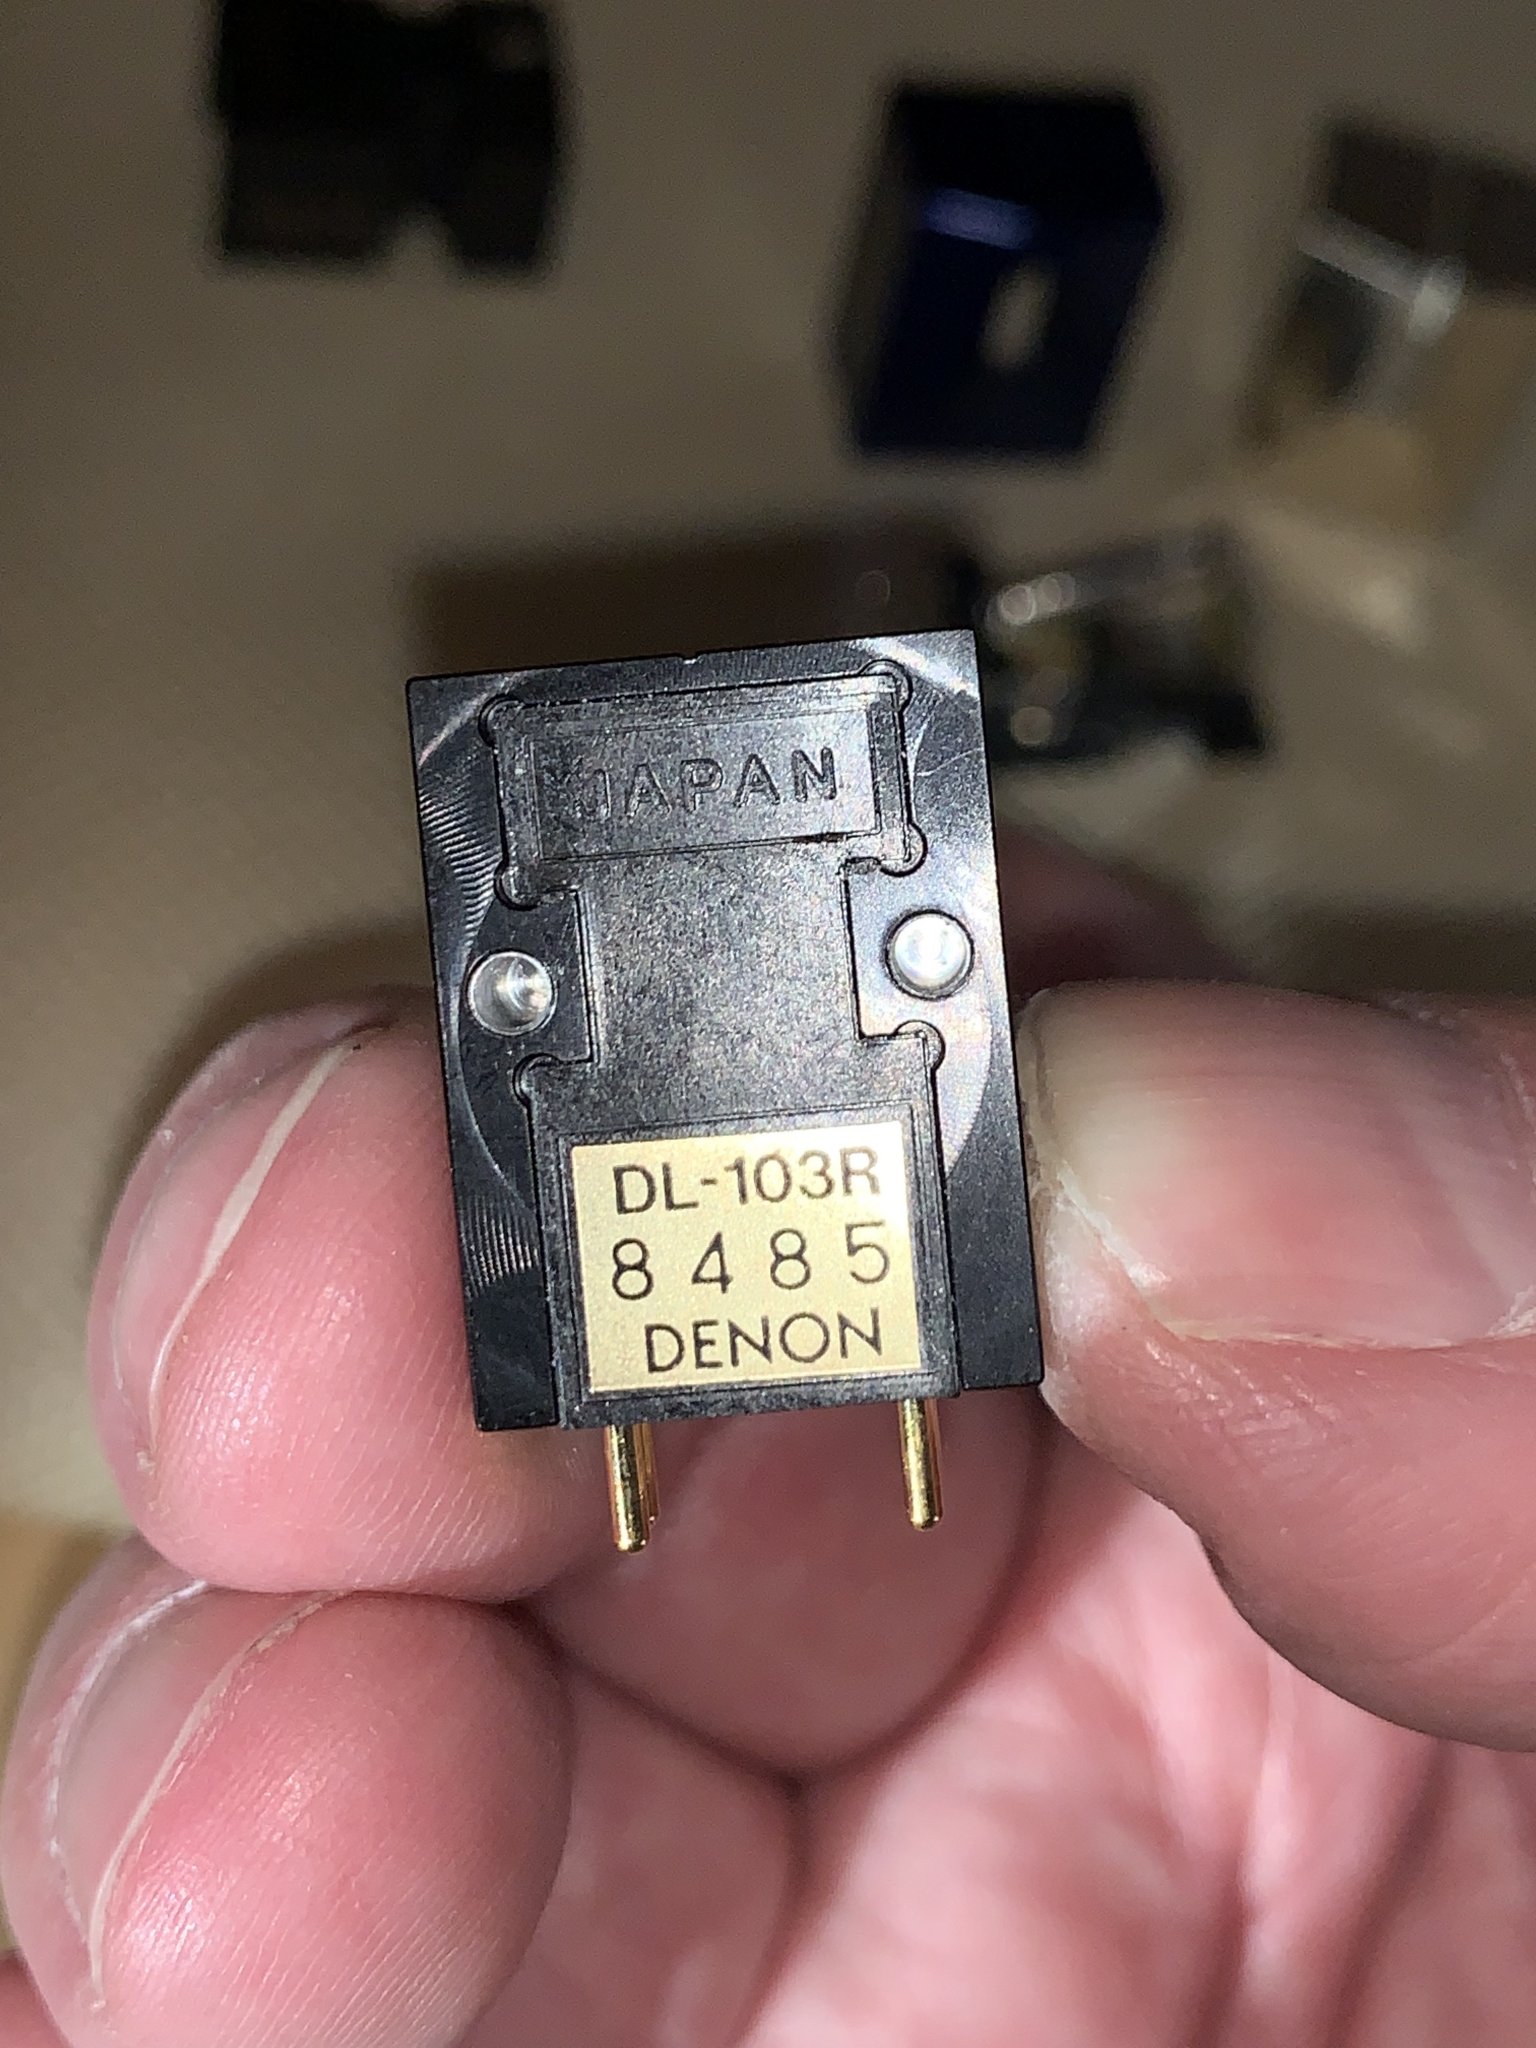 JAPAN
DL-103R
8 4 8 5
DENON